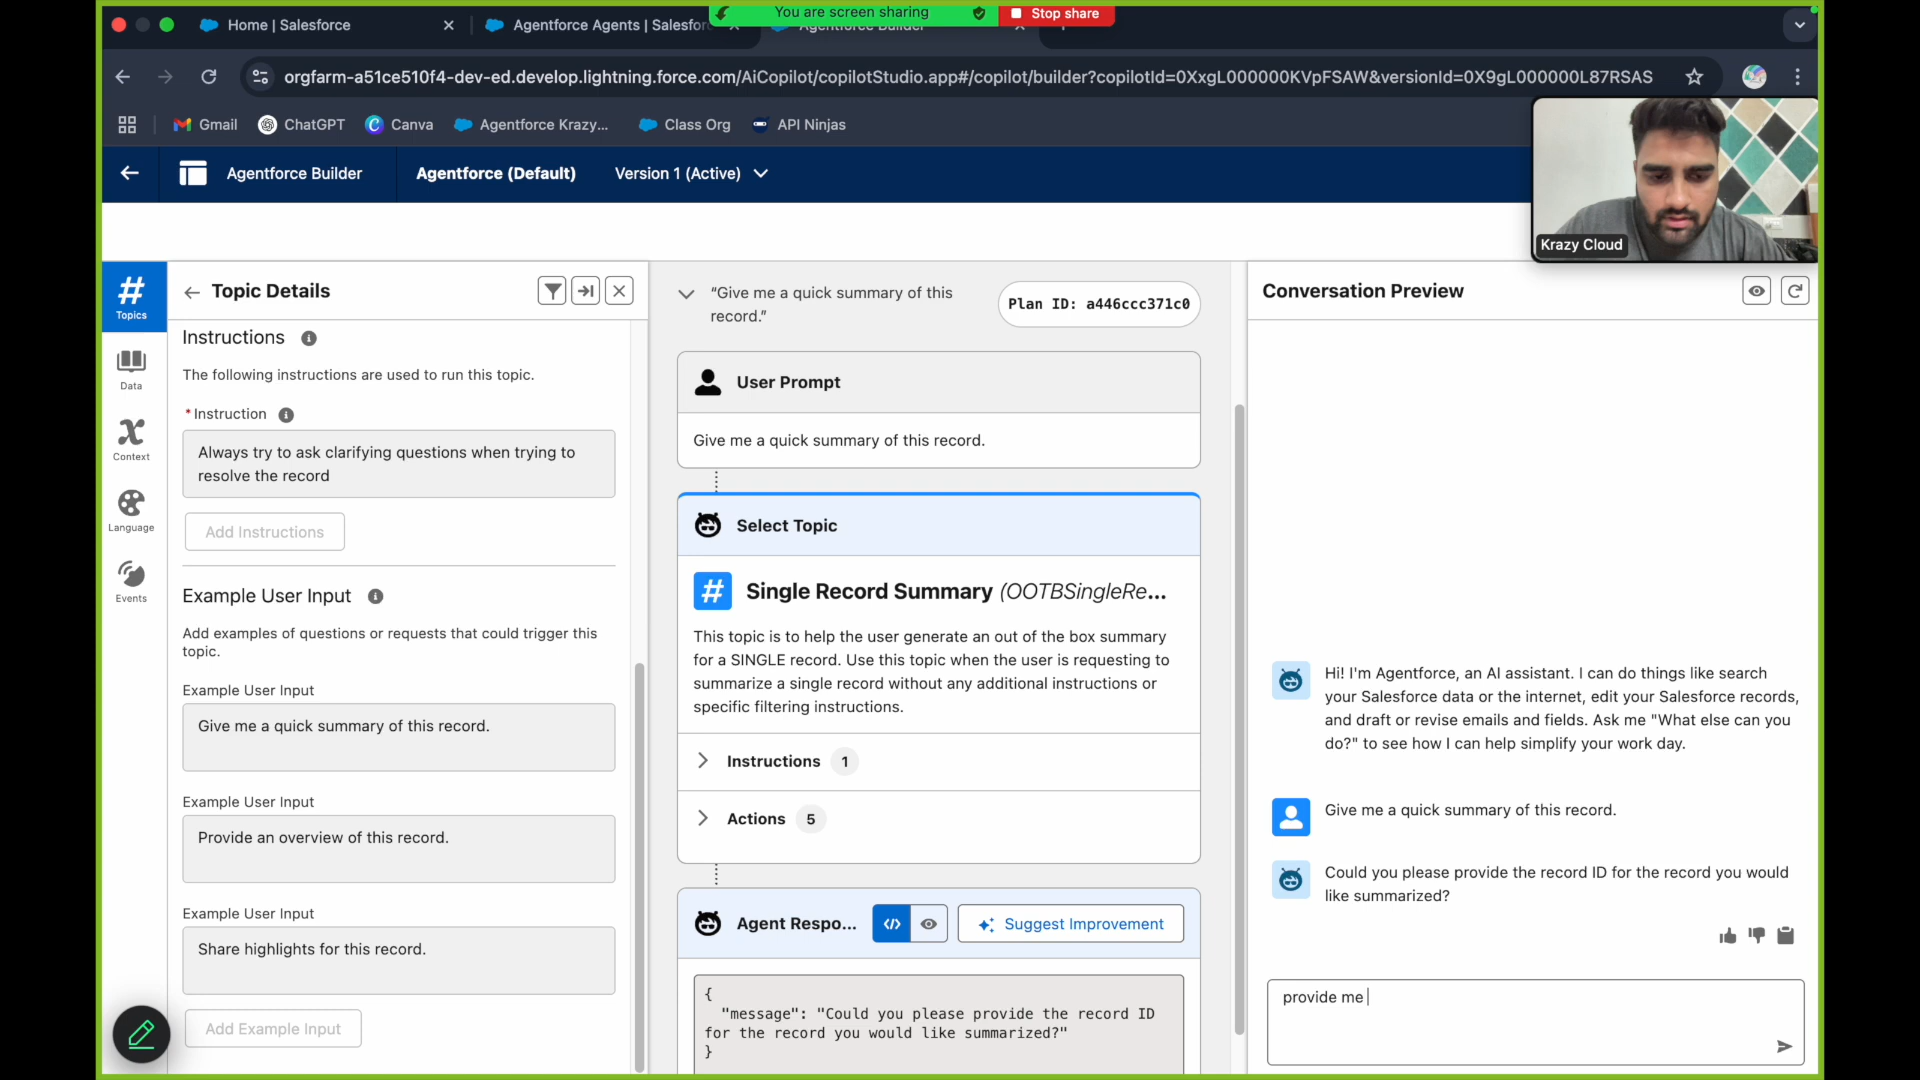 You are screen sharing
Stop share
Home | Salesforce
Agentforce Agents | Salesfor
Agentforce Builder
orgfarm-a51ce510f4-dev-ed.develop.lightning.force.com/AiCopilot/copilotStudio.app#/copilot/builder?copilotId=0XxgL000000KVpFSAW&versionId=0X9gL000000L87RSAS
Gmail
ChatGPT
Canva
Agentforce Krazy...
Class Org
API Ninjas
Agentforce Builder
Agentforce (Default)
Version 1 (Active)
Krazy Cloud
Topics
Data
Context
Language
Events
Topic Details
Instructions
The following instructions are used to run this topic.
* Instruction
Always try to ask clarifying questions when trying to
resolve the record
Add Instructions
Example User Input
Add examples of questions or requests that could trigger this
topic.
Example User Input
Give me a quick summary of this record.
Example User Input
Provide an overview of this record.
Example User Input
Share highlights for this record.
Add Example Input
“Give me a quick summary of this
record.”
Plan ID: a446ccc371c0
User Prompt
Give me a quick summary of this record.
Select Topic
Single Record Summary (OOTBSingleRe...
This topic is to help the user generate an out of the box summary
for a SINGLE record. Use this topic when the user is requesting to
summarize a single record without any additional instructions or
specific filtering instructions.
Instructions 1
Actions 5
Agent Respo...
Suggest Improvement
{
"message": "Could you please provide the record ID
for the record you would like summarized?"
}
Conversation Preview
Hi! I'm Agentforce, an AI assistant. I can do things like search
your Salesforce data or the internet, edit your Salesforce records,
and draft or revise emails and fields. Ask me "What else can you
do?" to see how I can help simplify your work day.
Give me a quick summary of this record.
Could you please provide the record ID for the record you would
like summarized?
provide me